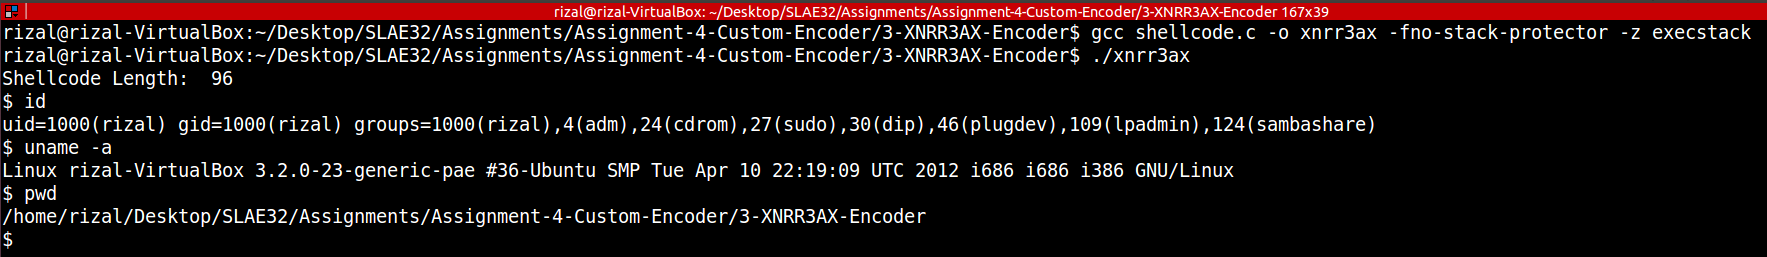 rizal@rizal-VirtualBox: ~/Desktop/SLAE32/Assignments/Assignment-4-Custom-Encoder/3-XNRR3AX-Encoder 167x39
rizal@rizal-VirtualBox:~/Desktop/SLAE32/Assignments/Assignment-4-Custom-Encoder/3-XNRR3AX-Encoder$ gcc shellcode.c -o xnrr3ax -fno-stack-protector -z execstack
rizal@rizal-VirtualBox:~/Desktop/SLAE32/Assignments/Assignment-4-Custom-Encoder/3-XNRR3AX-Encoder$ ./xnrr3ax
Shellcode Length:  96
$ id
uid=1000(rizal) gid=1000(rizal) groups=1000(rizal),4(adm),24(cdrom),27(sudo),30(dip),46(plugdev),109(lpadmin),124(sambashare)
$ uname -a
Linux rizal-VirtualBox 3.2.0-23-generic-pae #36-Ubuntu SMP Tue Apr 10 22:19:09 UTC 2012 i686 i686 i386 GNU/Linux
$ pwd
/home/rizal/Desktop/SLAE32/Assignments/Assignment-4-Custom-Encoder/3-XNRR3AX-Encoder
$